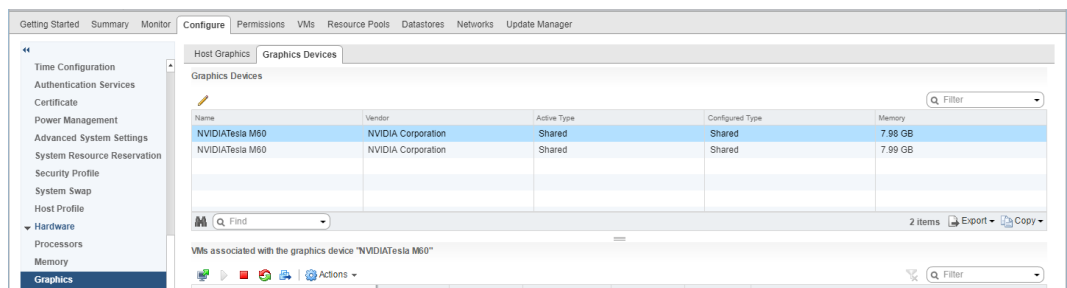 Getting Started Summary Monitor Configure Permissions VMs Resource Pools Datastores Networks Update Manager
Time Configuration
Authentication Services
Certificate
Power Management
Advanced System Settings
System Resource Reservation
Security Profile
System Swap
Host Profile
Hardware
Processors
Memory
Graphics
Host Graphics Graphics Devices
Graphics Devices
Filter
Name Vendor Active Type Configured Type Memory
NVIDIATesla M60 NVIDIA Corporation Shared Shared 7.98 GB
NVIDIATesla M60 NVIDIA Corporation Shared Shared 7.99 GB
Find 2 items Export Copy
VMs associated with the graphics device "NVIDIATesla M60"
Actions Filter